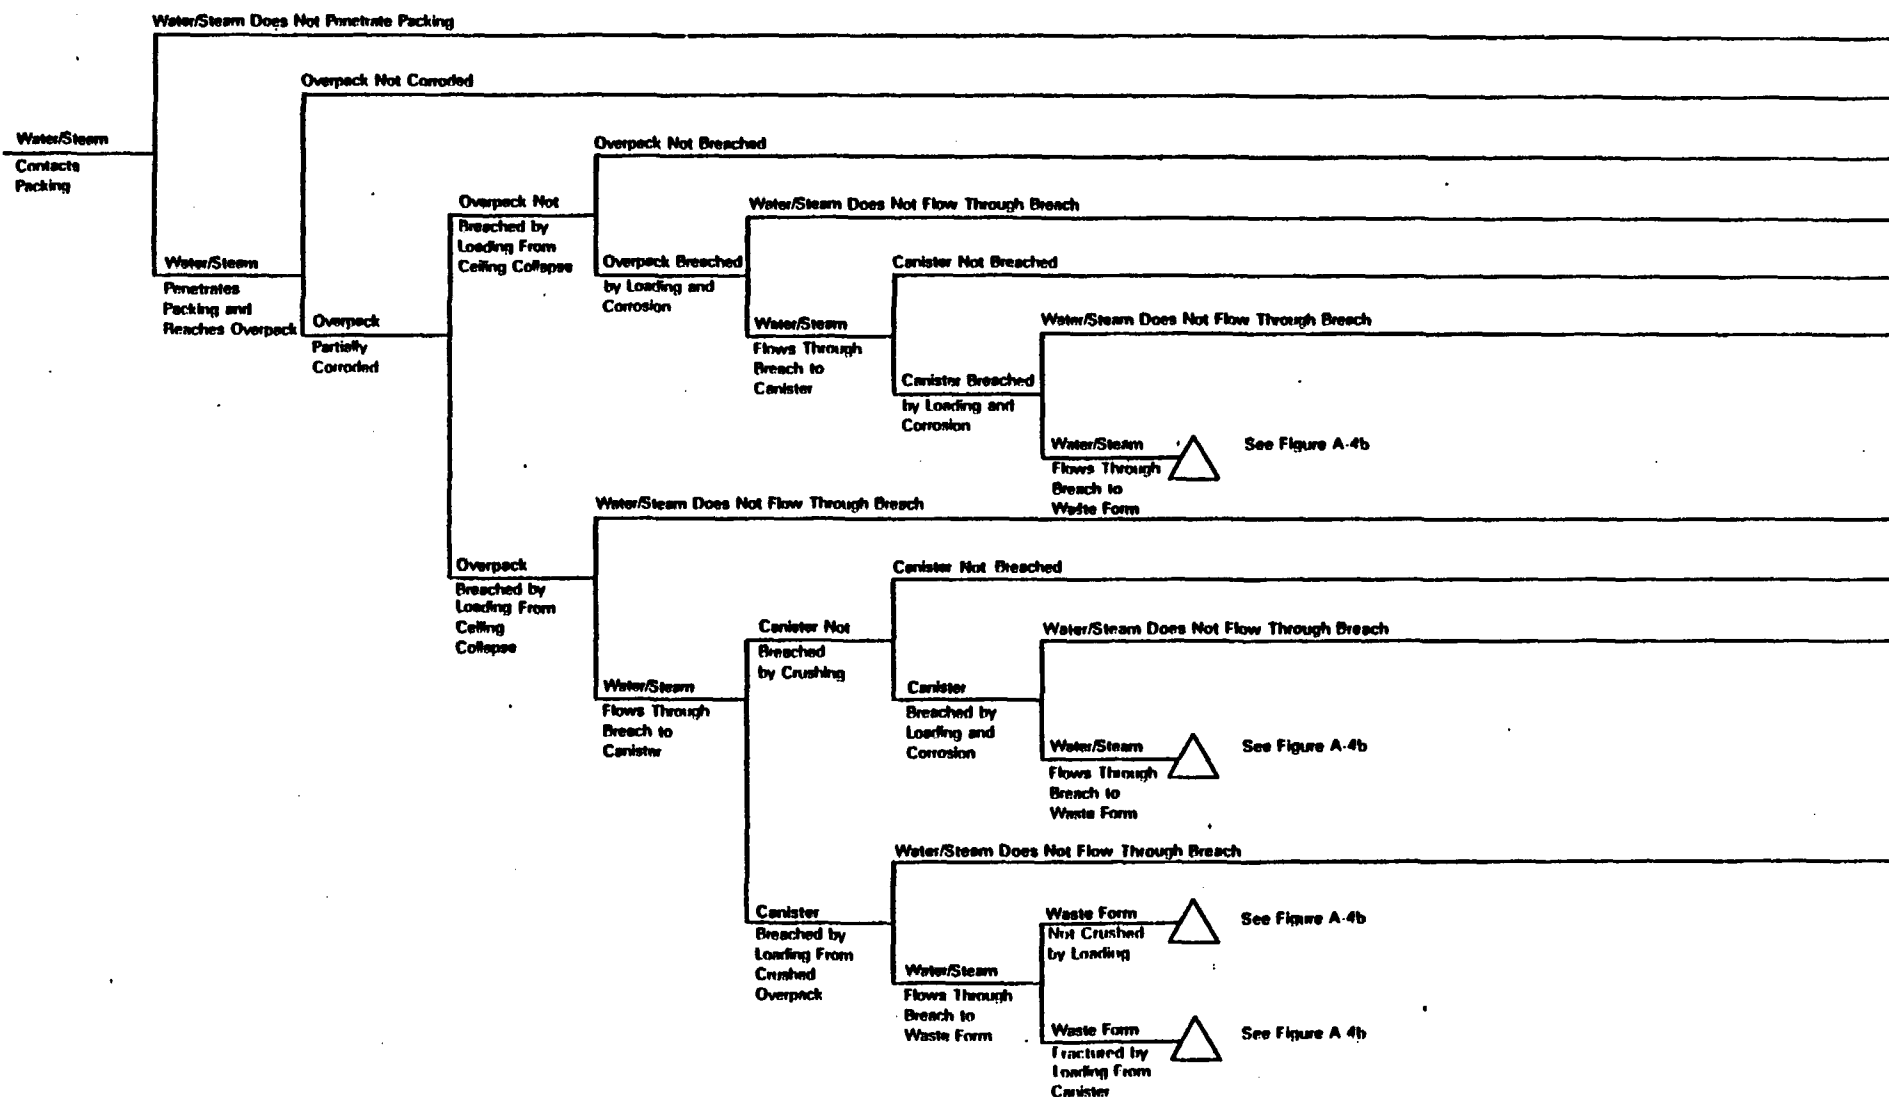 Water/Steam Does Not Penetrate Packing
Overpack Not Corroded
Water/Steam
Contacts
Packing
Overpack Not Breached
Overpack Not
Breached by
Loading From
Ceiling Collapse
Water/Steam Does Not Flow Through Breach
Water/Steam
Penetrates
Packing and
Reaches Overpack
Overpack Breached
by Loading and
Corrosion
Canister Not Breached
Overpack
Partially
Corroded
Water/Steam
Flows Through
Breach to
Canister
Water/Steam Does Not Flow Through Breach
Canister Breached
by Loading and
Corrosion
Water/Steam
Flows Through
Breach to
Waste Form
See Figure A-4b
Water/Steam Does Not Flow Through Breach
Overpack
Breached by
Loading From
Ceiling
Collapse
Canister Not Breached
Canister Not
Breached
by Crushing
Water/Steam Does Not Flow Through Breach
Water/Steam
Flows Through
Breach to
Canister
Canister
Breached by
Loading and
Corrosion
Water/Steam
Flows Through
Breach to
Waste Form
See Figure A-4b
Water/Steam Does Not Flow Through Breach
Canister
Breached by
Loading From
Crushed
Overpack
Waste Form
Not Crushed
by Loading
See Figure A-4b
Water/Steam
Flows Through
Breach to
Waste Form
Waste Form
Fractured by
Loading From
Canister
See Figure A 4b